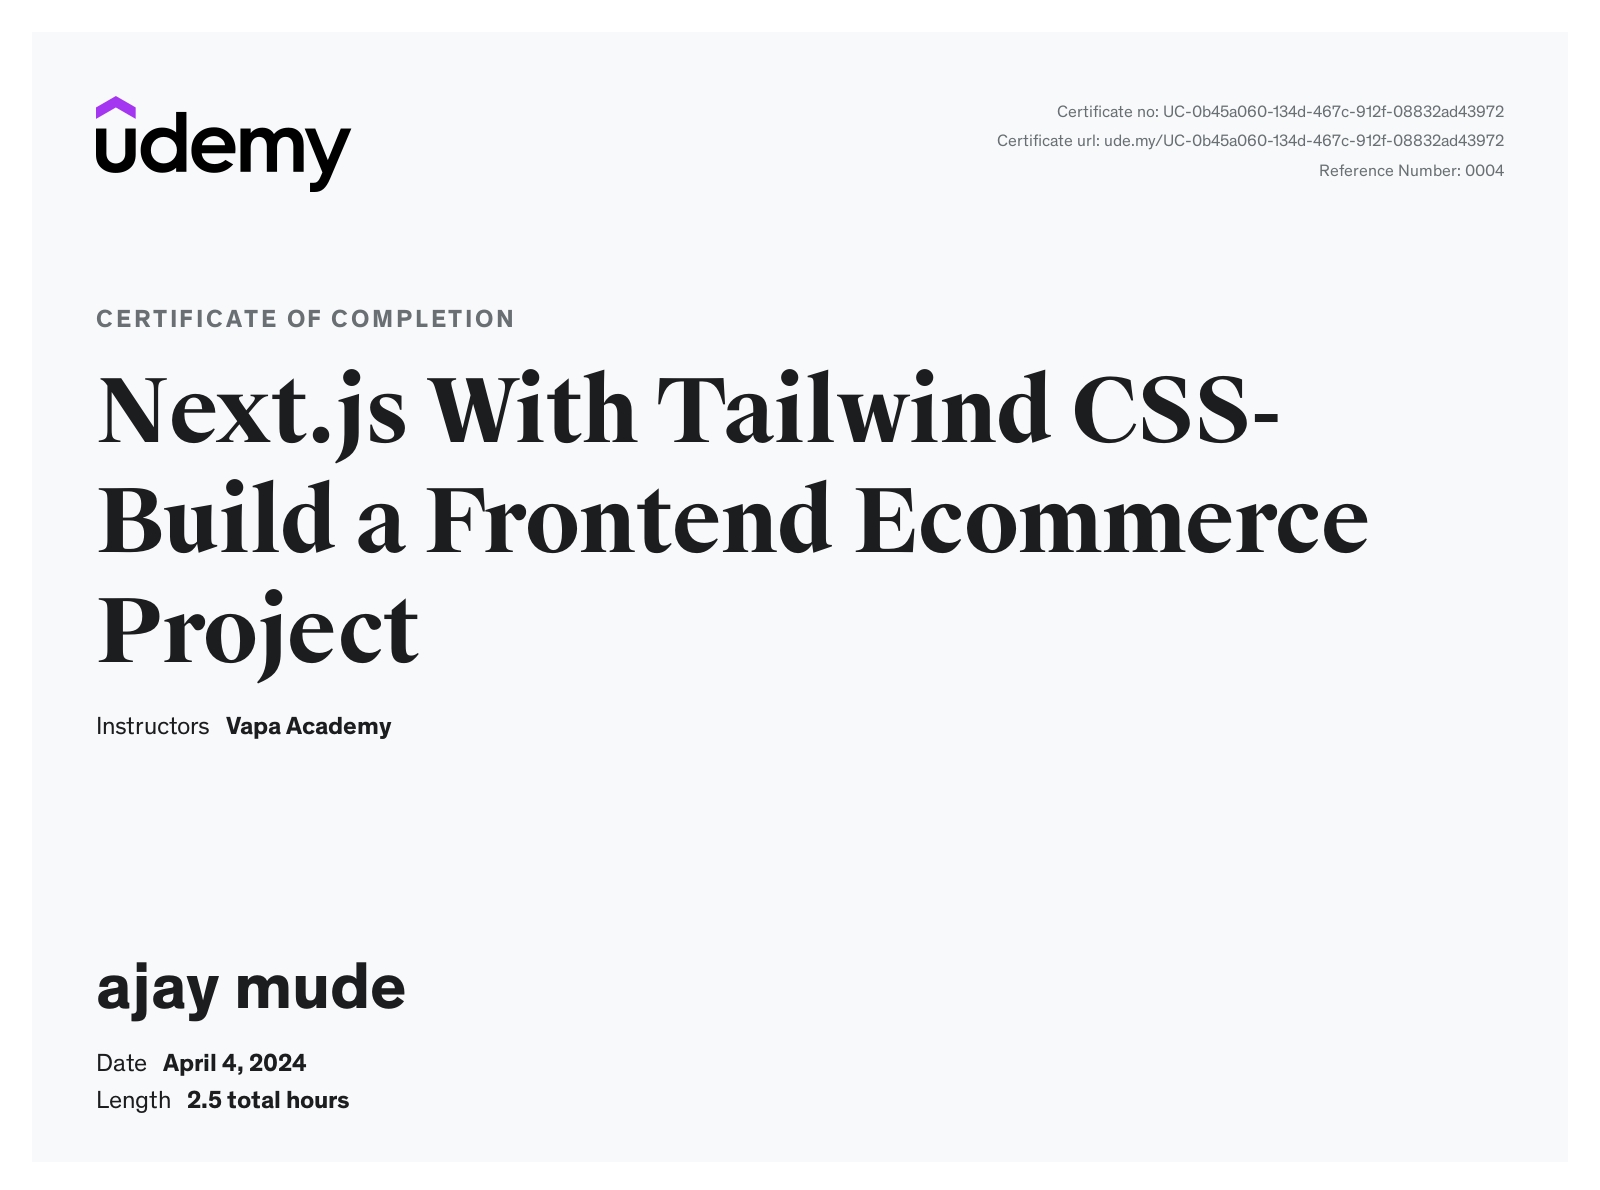 udemy
Certificate no: UC-0b45a060-134d-467c-912f-08832ad43972
Certificate url: ude.my/UC-0b45a060-134d-467c-912f-08832ad43972
Reference Number: 0004
CERTIFICATE OF COMPLETION
Next.js With Tailwind CSS-
Build a Frontend Ecommerce
Project
Instructors Vapa Academy
ajay mude
Date April 4, 2024
Length 2.5 total hours